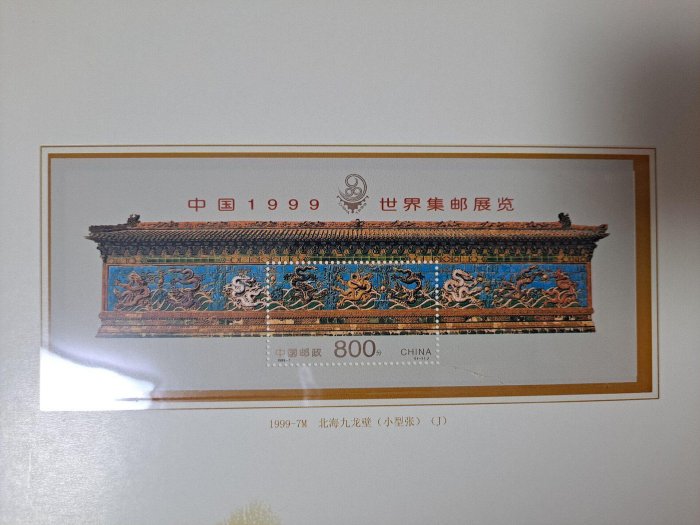 中国1999 世界集邮展览
中国邮政 800分 CHINA
1999-7M 北海九龙壁（小型张）（J）